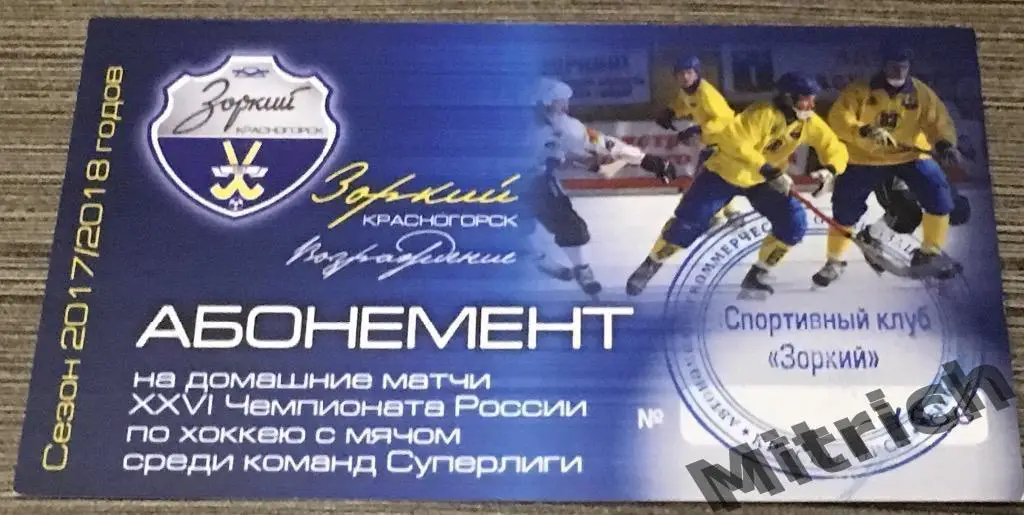 Сезон 2017/2018 годов
Зоркий
КРАСНОГОРСК
Зоркий
КРАСНОГОРСК
Возрождение
АБОНЕМЕНТ
на домашние матчи
XXVI Чемпионата России
по хоккею с мячом
среди команд Суперлиги
Спортивный клуб
«Зоркий»
№
Mitrich